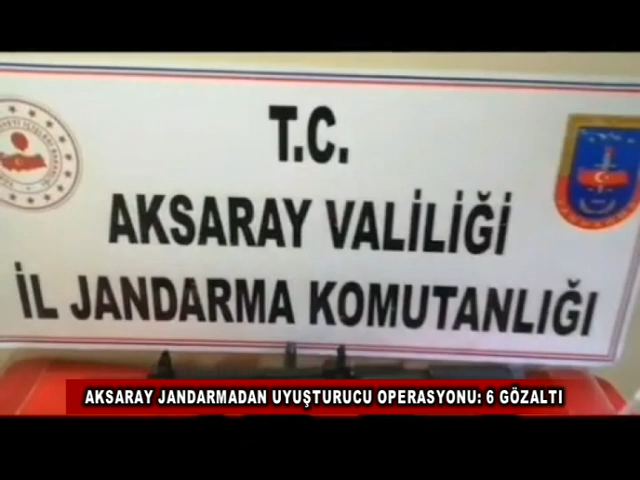 T.C.
AKSARAY VALİLİĞİ
İL JANDARMA KOMUTANLIĞI
AKSARAY JANDARMADAN UYUŞTURUCU OPERASYONU: 6 GÖZALTI